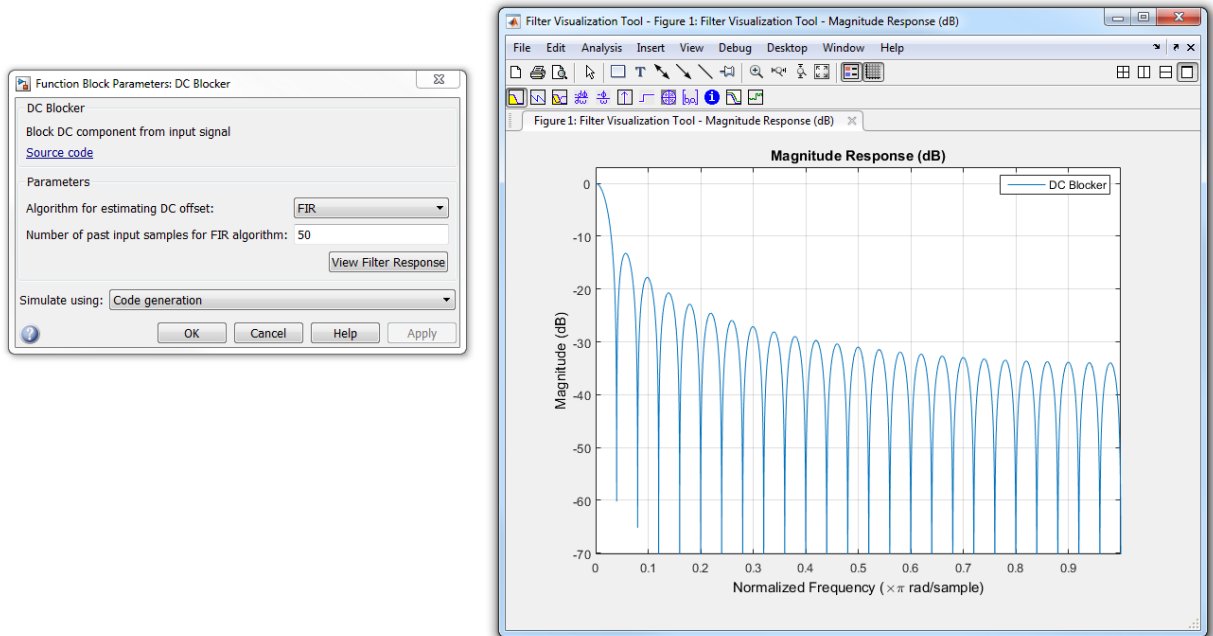 Function Block Parameters: DC Blocker
DC Blocker
Block DC component from input signal
Source code
Parameters
Algorithm for estimating DC offset: FIR
Number of past input samples for FIR algorithm: 50
View Filter Response
Simulate using: Code generation
OK Cancel Help Apply
Filter Visualization Tool - Figure 1: Filter Visualization Tool - Magnitude Response (dB)
File Edit Analysis Insert View Debug Desktop Window Help
Figure 1: Filter Visualization Tool - Magnitude Response (dB)
Magnitude Response (dB)
DC Blocker
Magnitude (dB)
0
-10
-20
-30
-40
-50
-60
-70
0 0.1 0.2 0.3 0.4 0.5 0.6 0.7 0.8 0.9
Normalized Frequency (×π rad/sample)